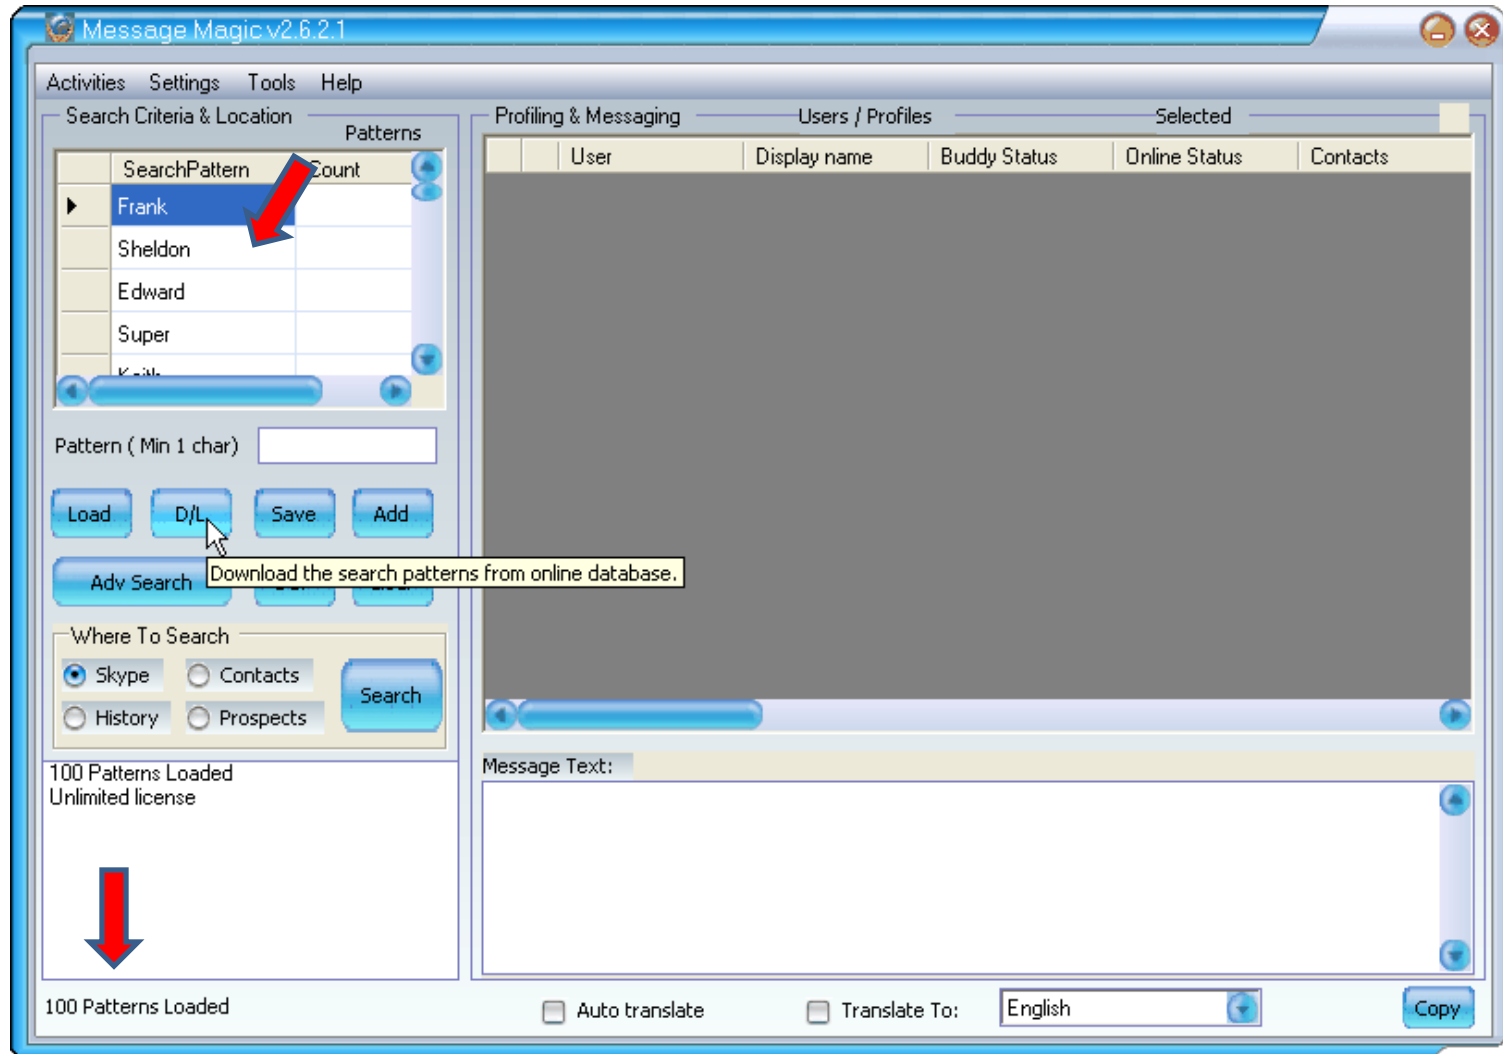 Message Magic v2.6.2.1
Activities Settings Tools Help
Search Criteria & Location
Patterns
SearchPattern Count
Frank
Sheldon
Edward
Super
Pattern ( Min 1 char)
Load D/L Save Add
Adv Search
Download the search patterns from online database.
Where To Search
Skype Contacts
History Prospects
Search
100 Patterns Loaded
Unlimited license
100 Patterns Loaded
Profiling & Messaging Users / Profiles Selected
User Display name Buddy Status Online Status Contacts
Message Text:
Auto translate Translate To: English Copy